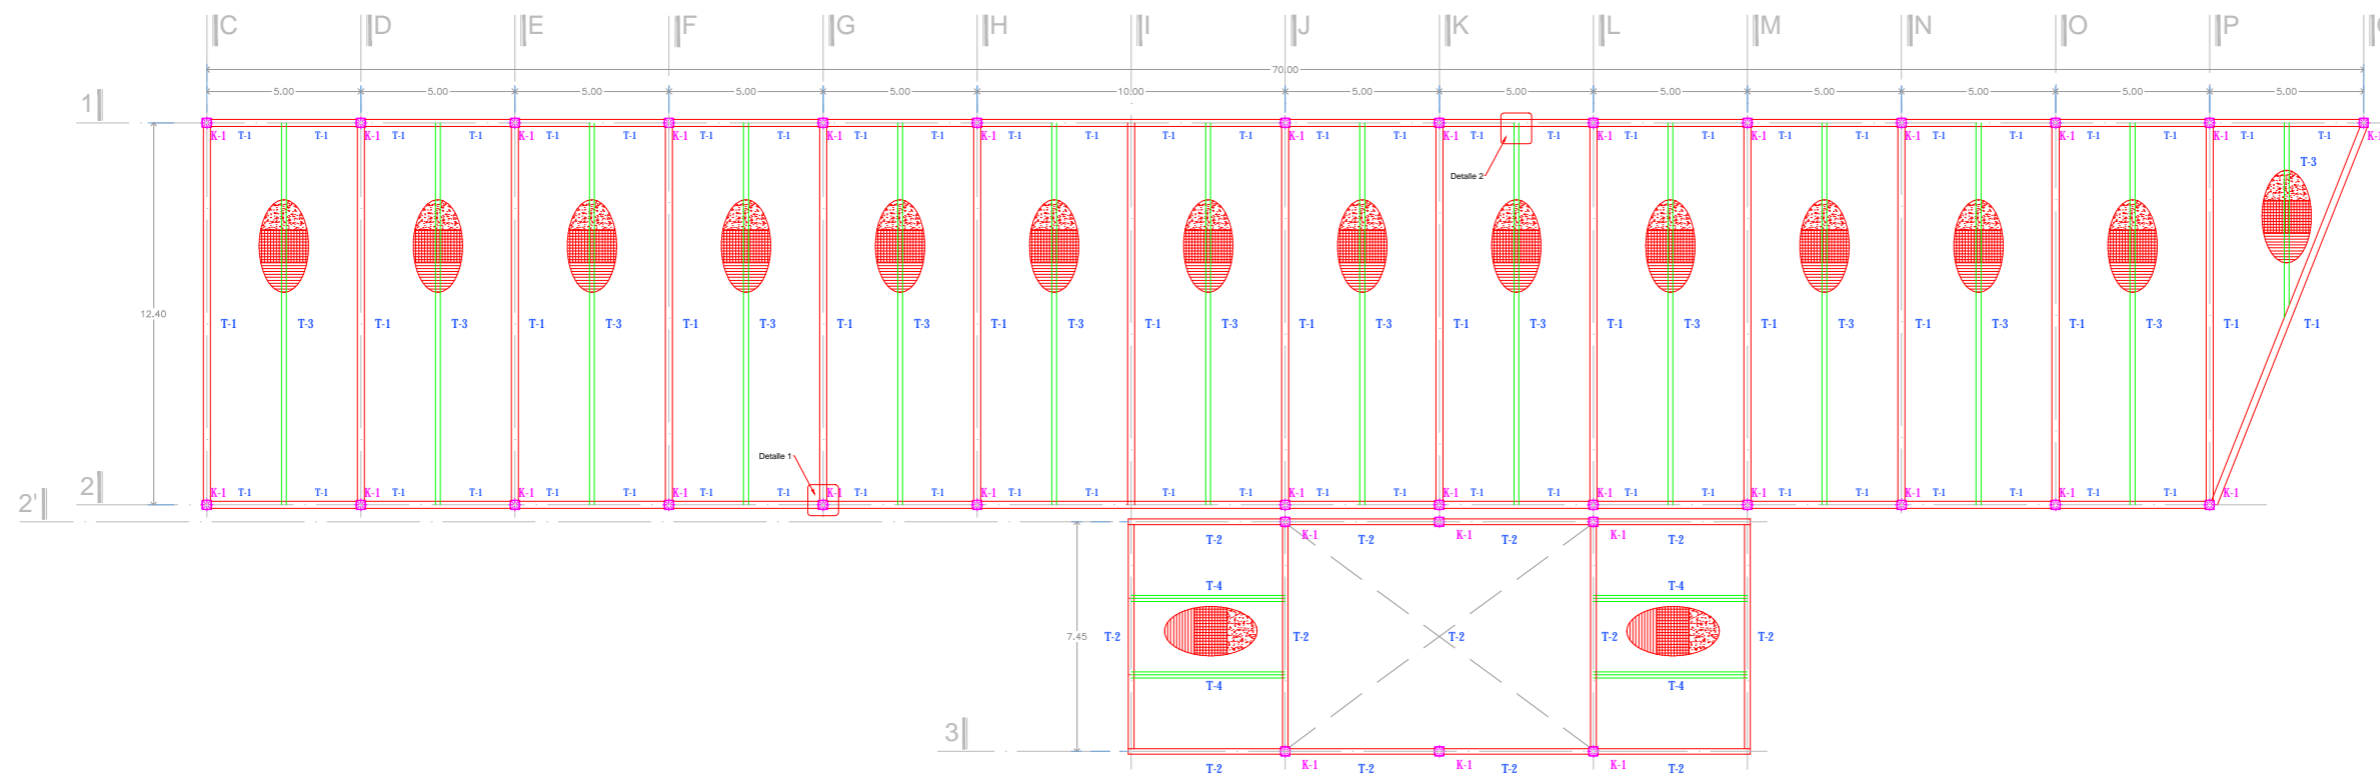 C D E F G H I J K L M N O P
70.00
5.00 5.00 5.00 5.00 5.00 10.00 5.00 5.00 5.00 5.00 5.00 5.00 5.00
1
K-1 T-1 T-1 K-1 T-1 T-1 K-1 T-1 T-1 K-1 T-1 T-1 K-1 T-1 T-1 K-1 T-1 T-1 T-1 T-1 K-1 T-1 T-1 K-1 T-1 T-1 K-1 T-1 T-1 K-1 T-1 T-1 K-1 T-1 T-1 K-1 T-1 T-1 K-1 T-1 T-1
T-3
Detalle 2
12.40
T-1 T-3 T-1 T-3 T-1 T-3 T-1 T-3 T-1 T-3 T-1 T-3 T-1 T-3 T-1 T-3 T-1 T-3 T-1 T-3 T-1 T-3 T-1 T-3 T-1 T-3 T-1 T-1
Detalle 1
2
K-1 T-1 T-1 K-1 T-1 T-1 K-1 T-1 T-1 K-1 T-1 T-1 K-1 T-1 T-1 K-1 T-1 T-1 T-1 T-1 K-1 T-1 T-1 K-1 T-1 T-1 K-1 T-1 T-1 K-1 T-1 T-1 K-1 T-1 T-1 K-1 T-1 T-1 K-1
2'
T-2 K-1 T-2 K-1 T-2 K-1 T-2
T-4 T-4
7.45 T-2 T-2 T-2 T-2 T-2
T-4 T-4
3
T-2 K-1 T-2 K-1 T-2 K-1 T-2